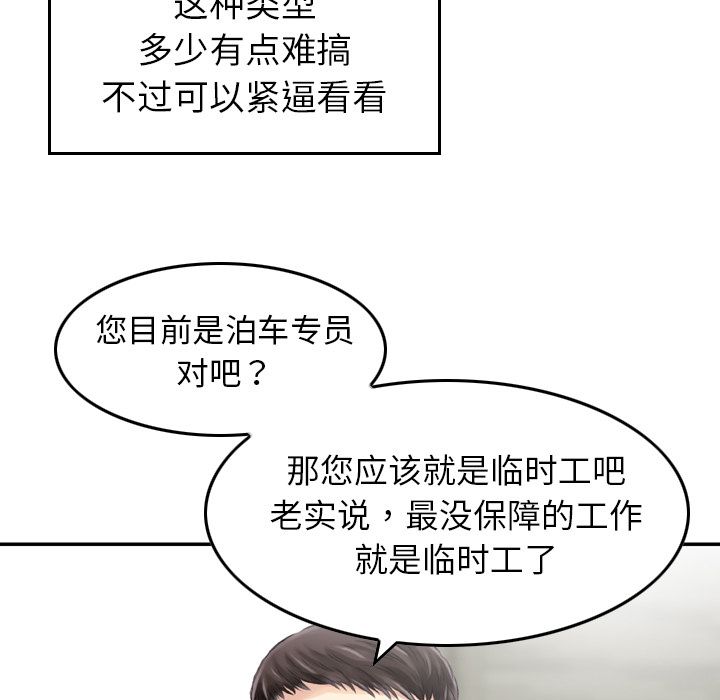 这种类型
多少有点难搞
不过可以紧逼看看
您目前是泊车专员
对吧？
那您应该就是临时工吧
老实说，最没保障的工作
就是临时工了